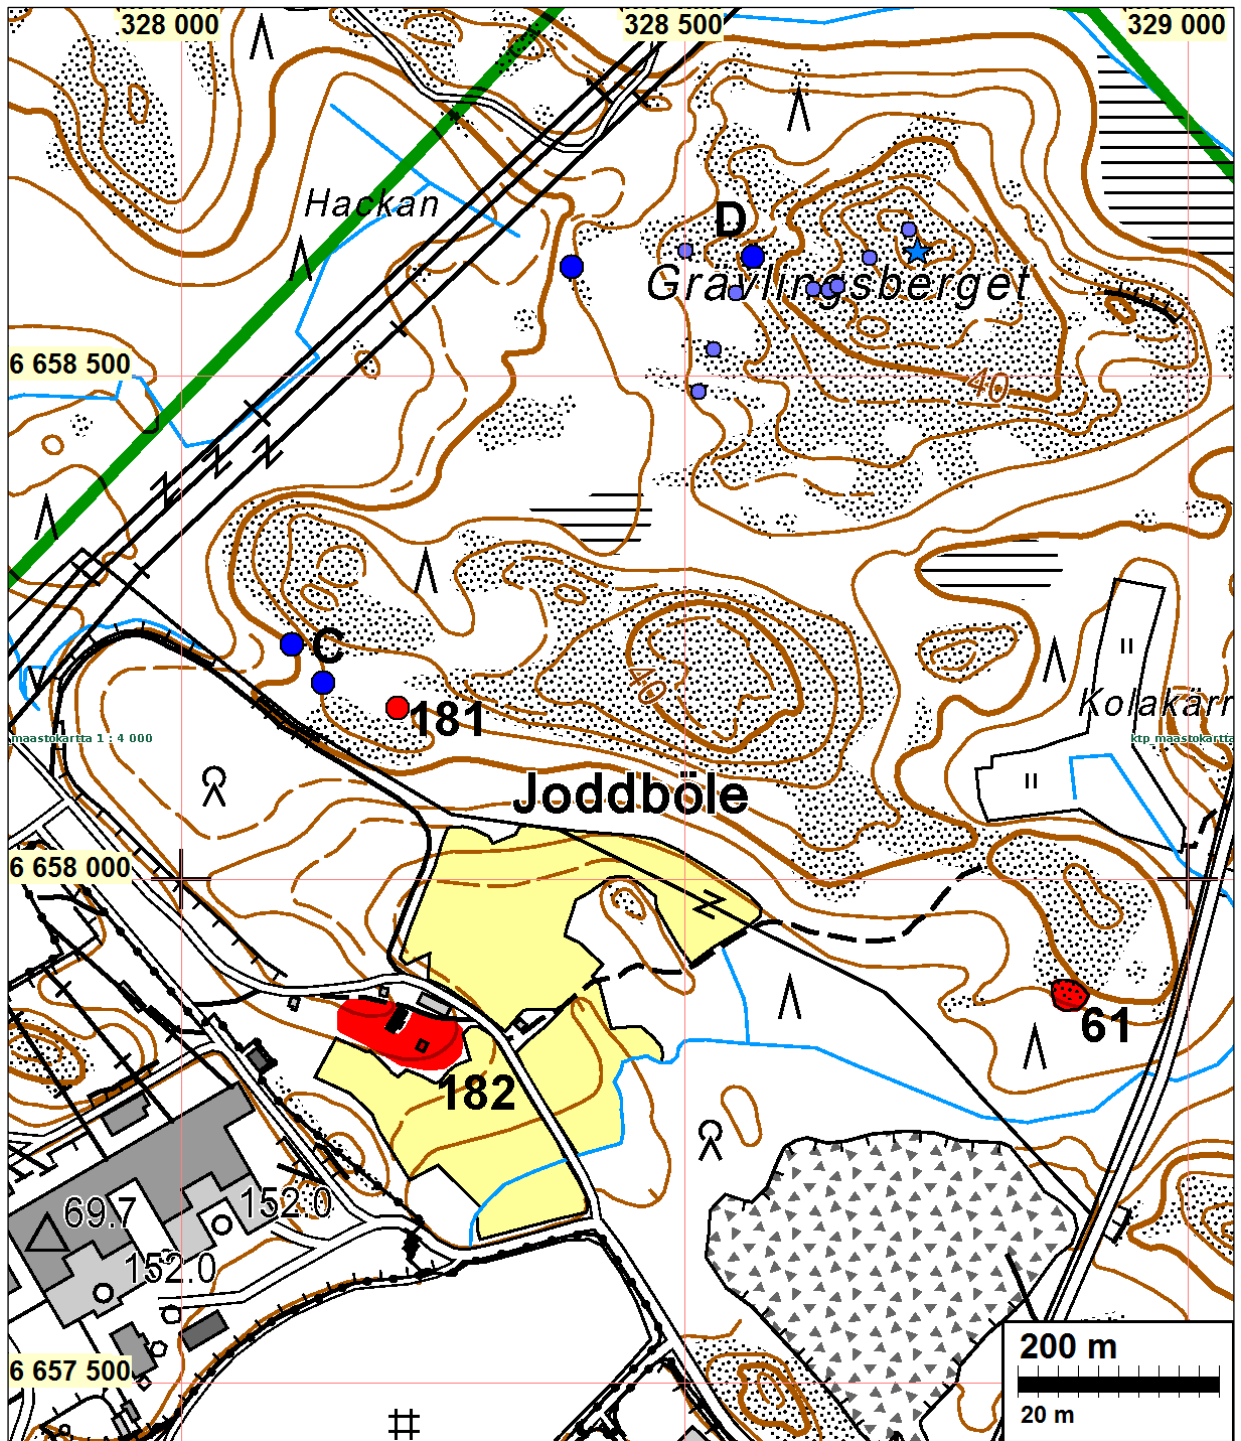 328 000
328 500
329 000
Hackan
D
Gravlingsberget
6 658 500
40
C
40
181
Kolakärr
maastokartta 1 : 4 000
ktp_maastokartta
Joddböle
6 658 000
61
182
152.0
69.7
152.0
200 m
6 657 500
20 m